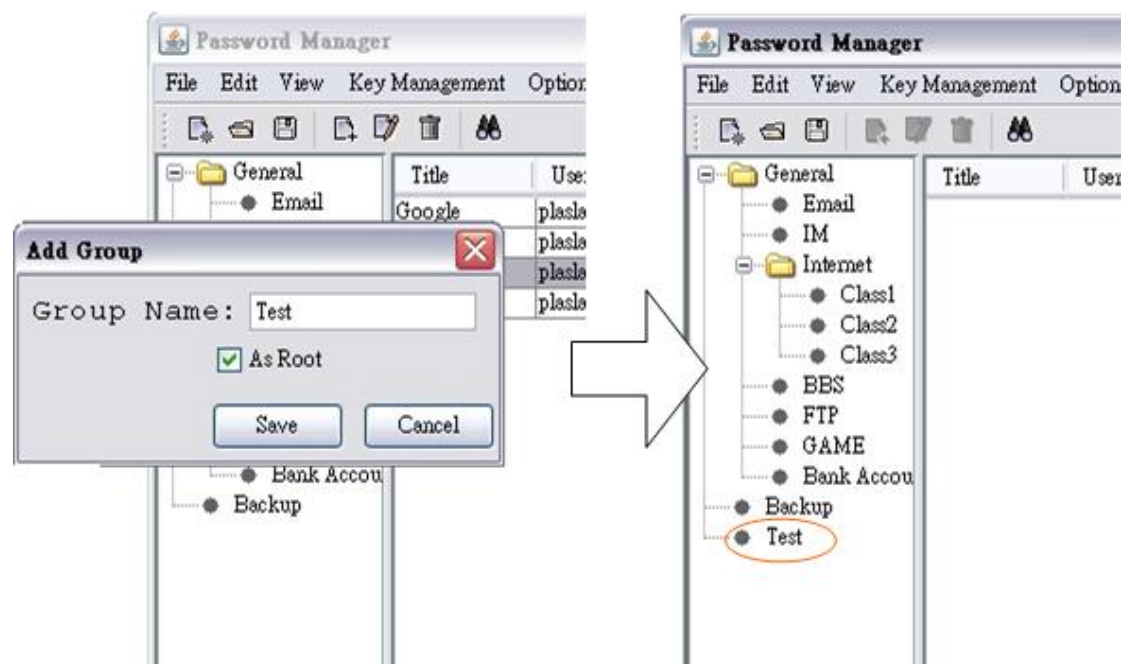 Password Manager
File Edit View Key Management Option
General
Email
Title
User
Google
plasla
plasla
plasla
plasla
Add Group
Group Name: Test
As Root
Save Cancel
Bank Accou
Backup
Password Manager
File Edit View Key Management Option
General
Email
IM
Internet
Class1
Class2
Class3
BBS
FTP
GAME
Bank Accou
Backup
Test
Title User